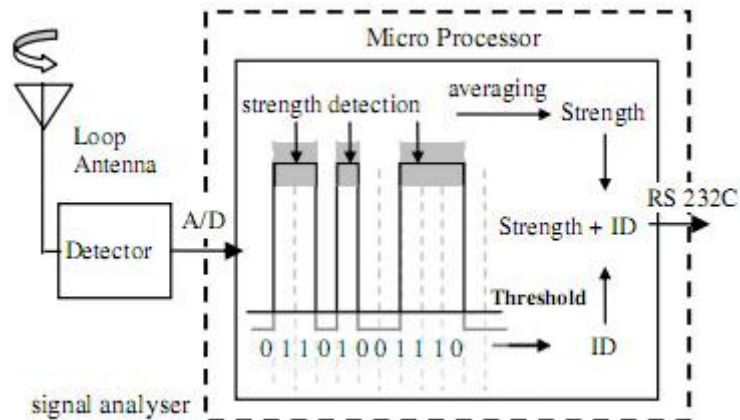 Micro Processor
strength detection
averaging
Strength
Loop
Antenna
A/D
RS 232C
Detector
Strength + ID
Threshold
0 1 1 0 1 0 0 1 1 1 0
ID
signal analyser